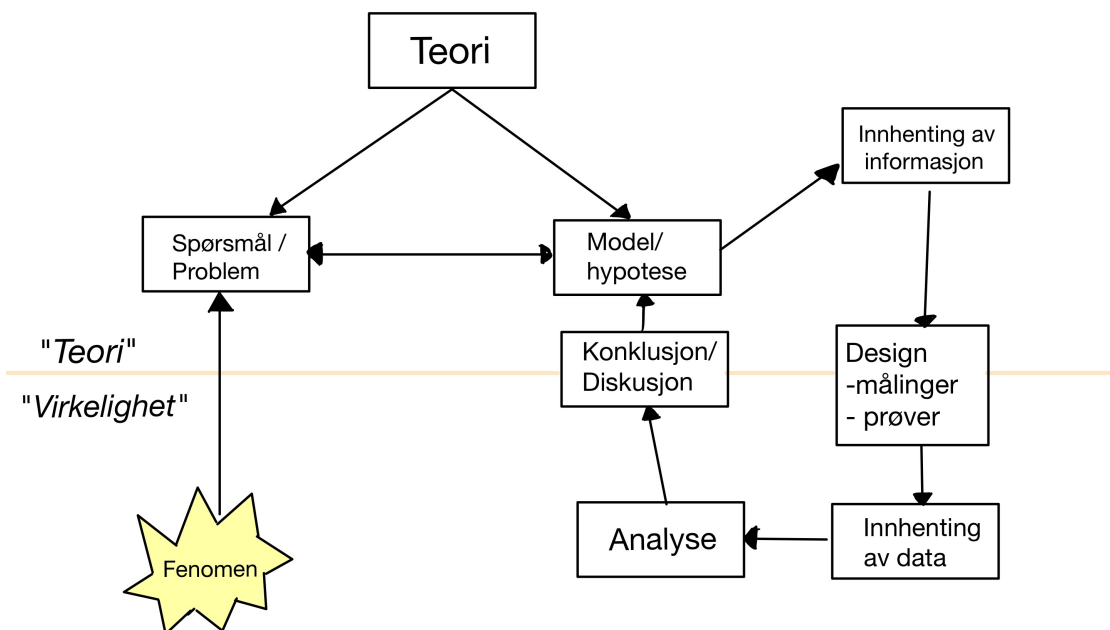 Teori
Innhenting av
informasjon
Spørsmål /
Problem
Model/
hypotese
"Teori"
"Virkelighet"
Konklusjon/
Diskusjon
Design
-målinger
- prøver
Fenomen
Analyse
Innhenting
av data